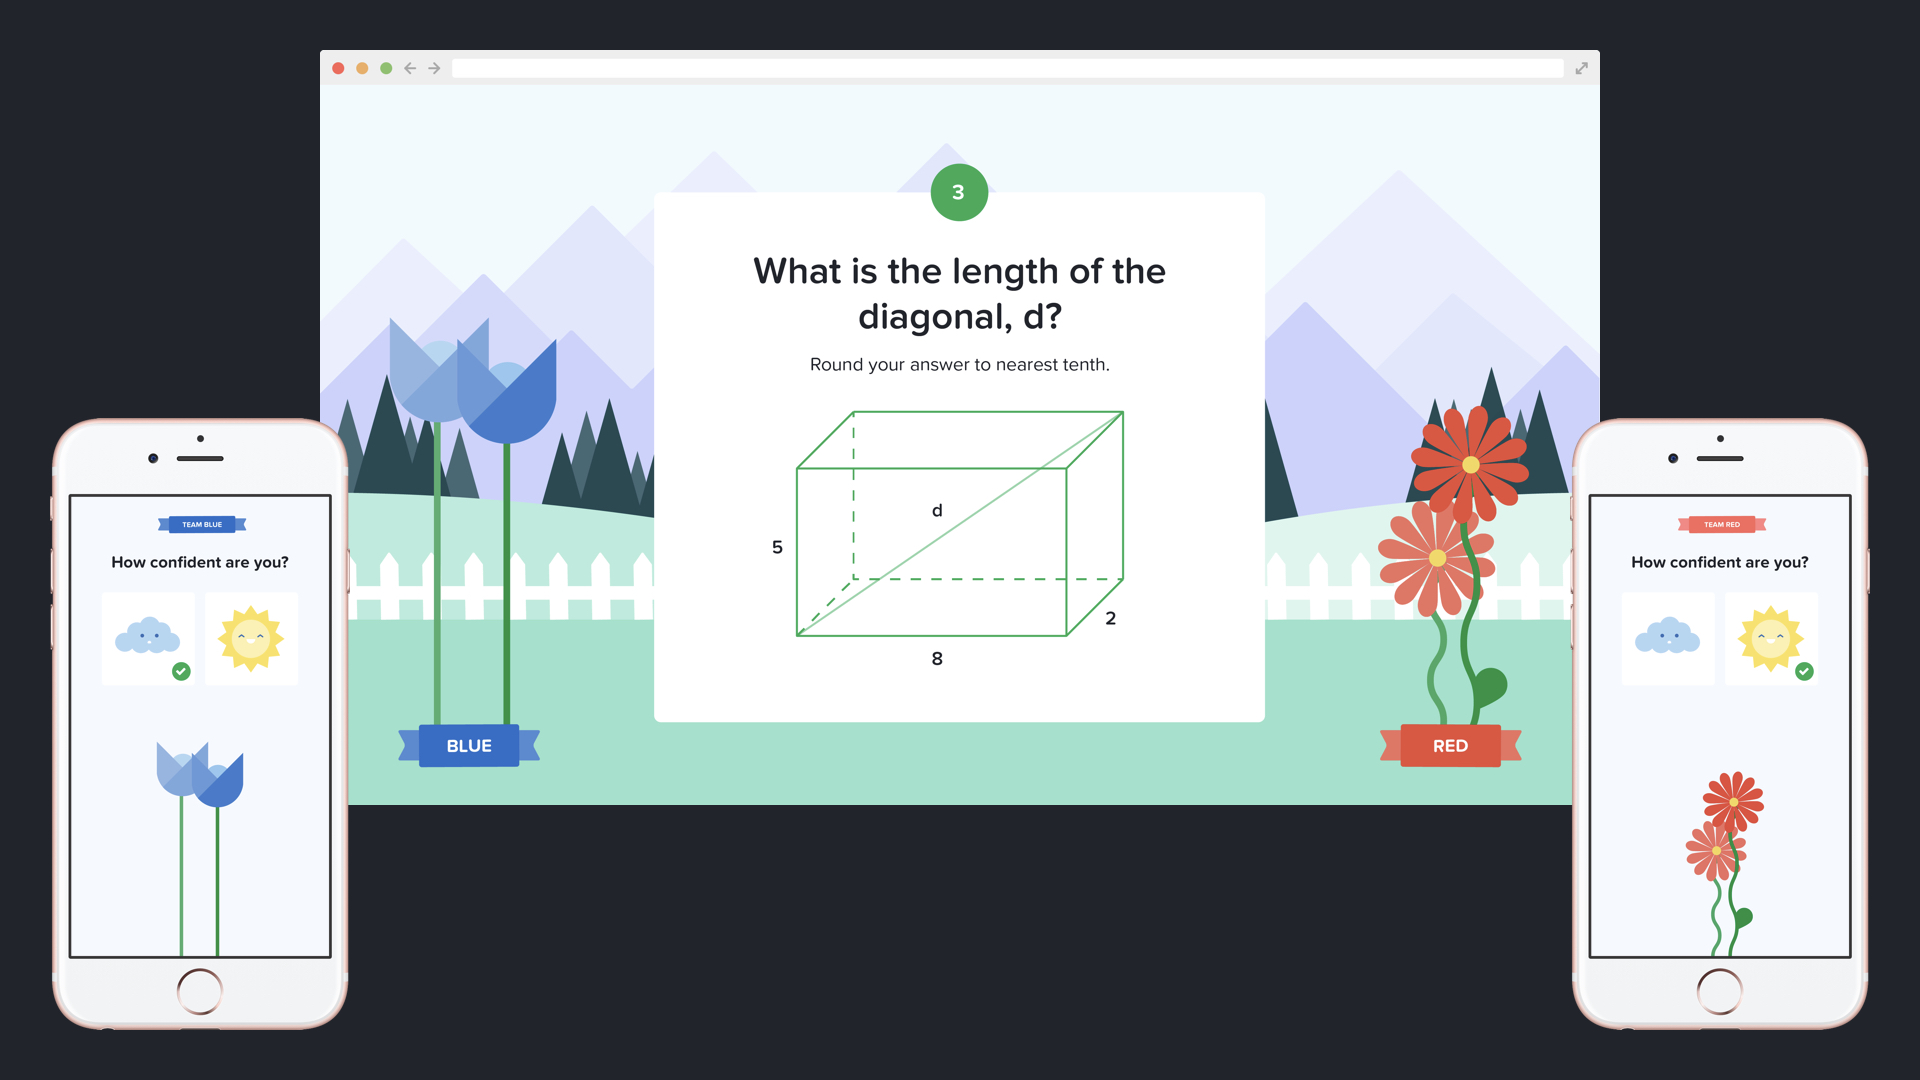 3
What is the length of the
diagonal, d?
Round your answer to nearest tenth.
d
5
2
8
BLUE
RED
TEAM BLUE
How confident are you?
TEAM RED
How confident are you?